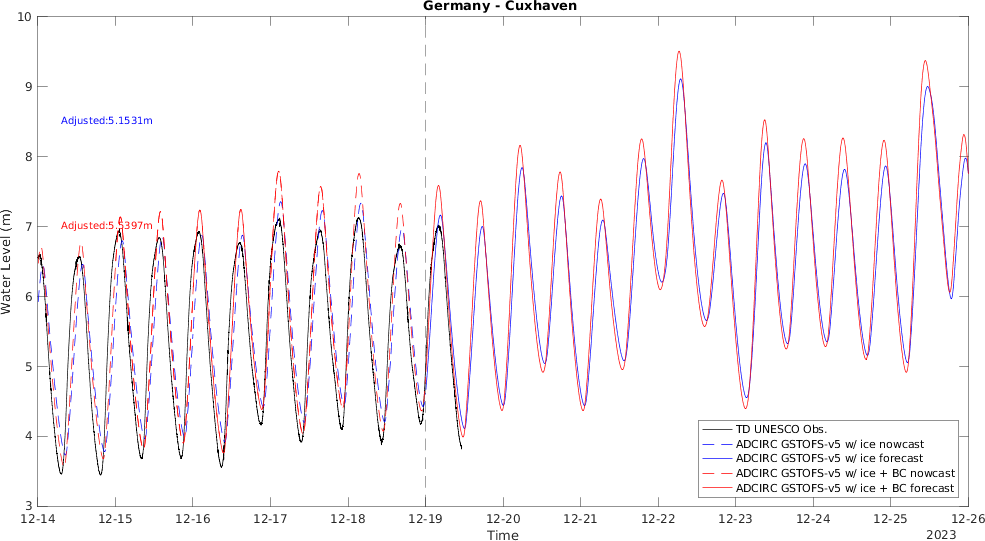 Germany - Cuxhaven
10
9
8
7
6
5
4
3
Water Level (m)
Adjusted:5.1531m
Adjusted:5.5397m
TD UNESCO Obs.
ADCIRC GSTOFS-v5 w/ ice nowcast
ADCIRC GSTOFS-v5 w/ ice forecast
ADCIRC GSTOFS-v5 w/ ice + BC nowcast
ADCIRC GSTOFS-v5 w/ ice + BC forecast
12-14 12-15 12-16 12-17 12-18 12-19 12-20 12-21 12-22 12-23 12-24 12-25 12-26
Time
2023